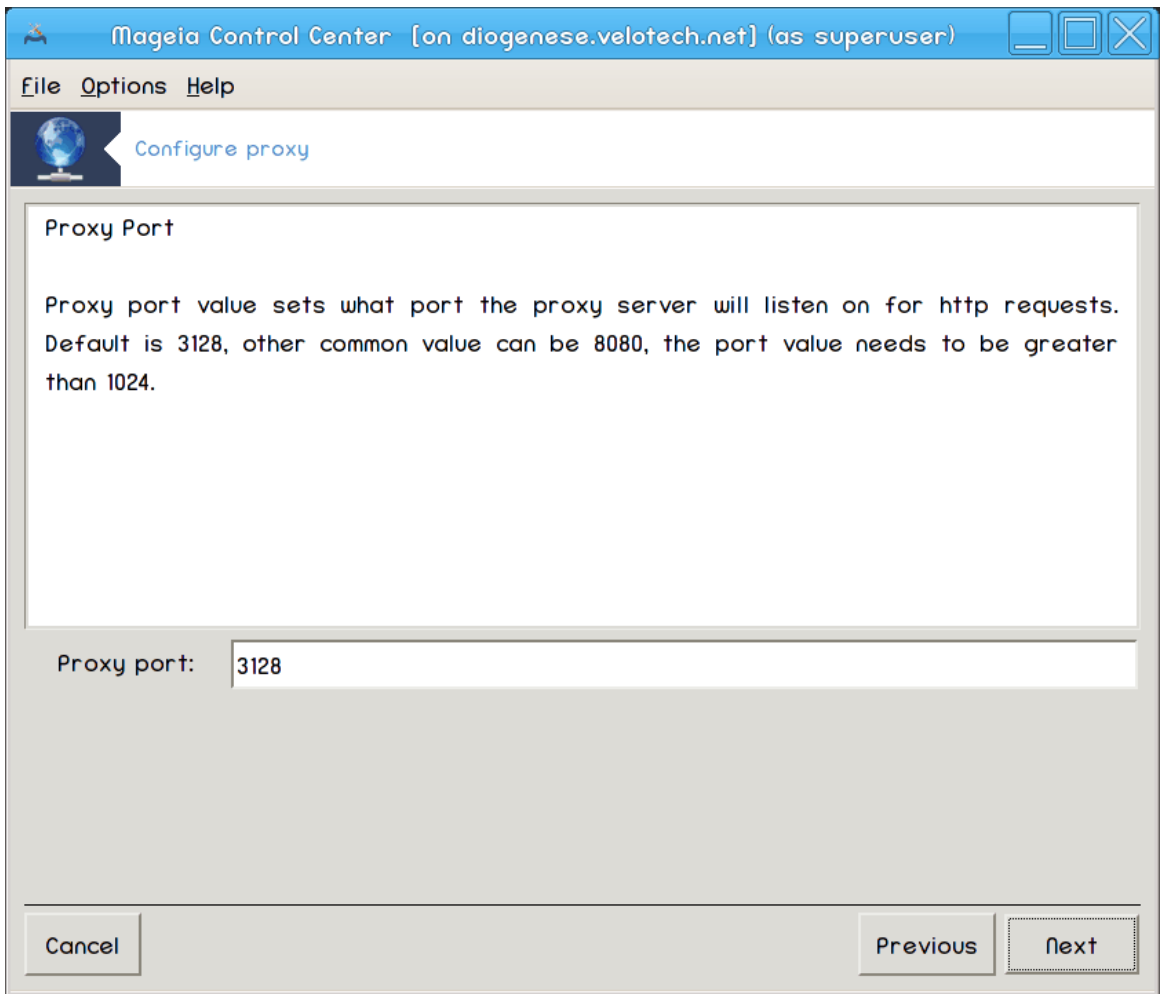 Mageia Control Center [on diogenese.velotech.net] (as superuser)
File Options Help
Configure proxy
Proxy Port
Proxy port value sets what port the proxy server will listen on for http requests.
Default is 3128, other common value can be 8080, the port value needs to be greater
than 1024.
Proxy port: 3128
Cancel Previous Next